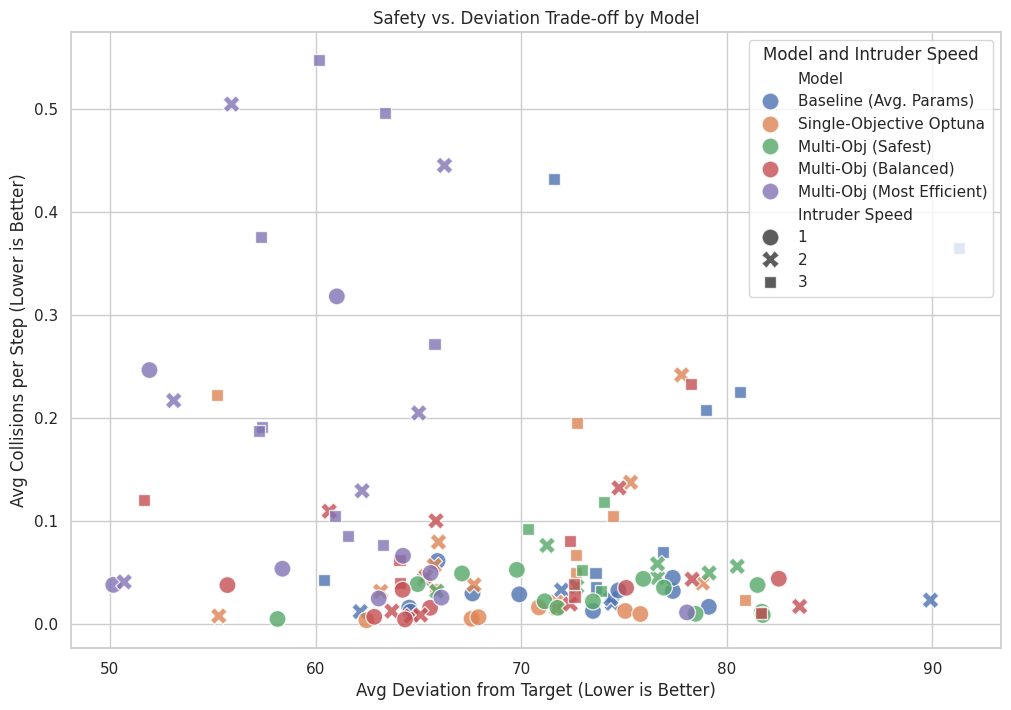 Safety vs. Deviation Trade-off by Model
Avg Collisions per Step (Lower is Better)
0.5
0.4
0.3
0.2
0.1
0.0
Model and Intruder Speed
Model
Baseline (Avg. Params)
Single-Objective Optuna
Multi-Obj (Safest)
Multi-Obj (Balanced)
Multi-Obj (Most Efficient)
Intruder Speed
1
2
3
50
60
70
80
90
Avg Deviation from Target (Lower is Better)